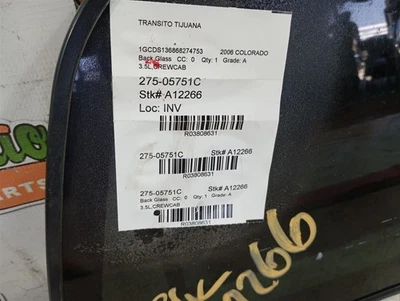 TRANSITO TIJUANA
1GCDS136868274753 2006 COLORADO
Back Glass CC: 0 Qty: 1 Grade: A
3.5L,CREWCAB
275-05751C
Stk# A12266
Loc: INV
R03808631
275-05751C Stk# A12266
R03808631
275-05751C Stk# A12266
Back Glass CC: 0 Qty: 1 Grade: A
3.5L,CREWCAB
R03808631
PARTS